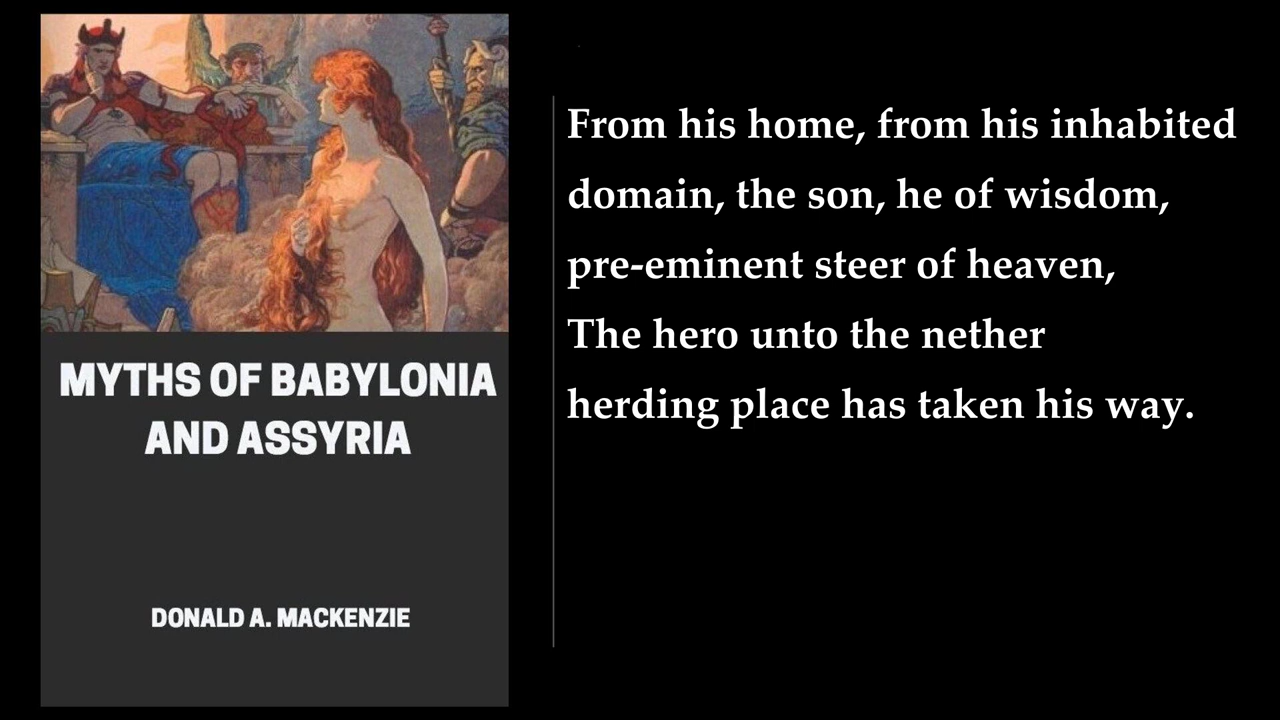 MYTHS OF BABYLONIA
AND ASSYRIA
DONALD A. MACKENZIE
From his home, from his inhabited
domain, the son, he of wisdom,
pre-eminent steer of heaven,
The hero unto the nether
herding place has taken his way.